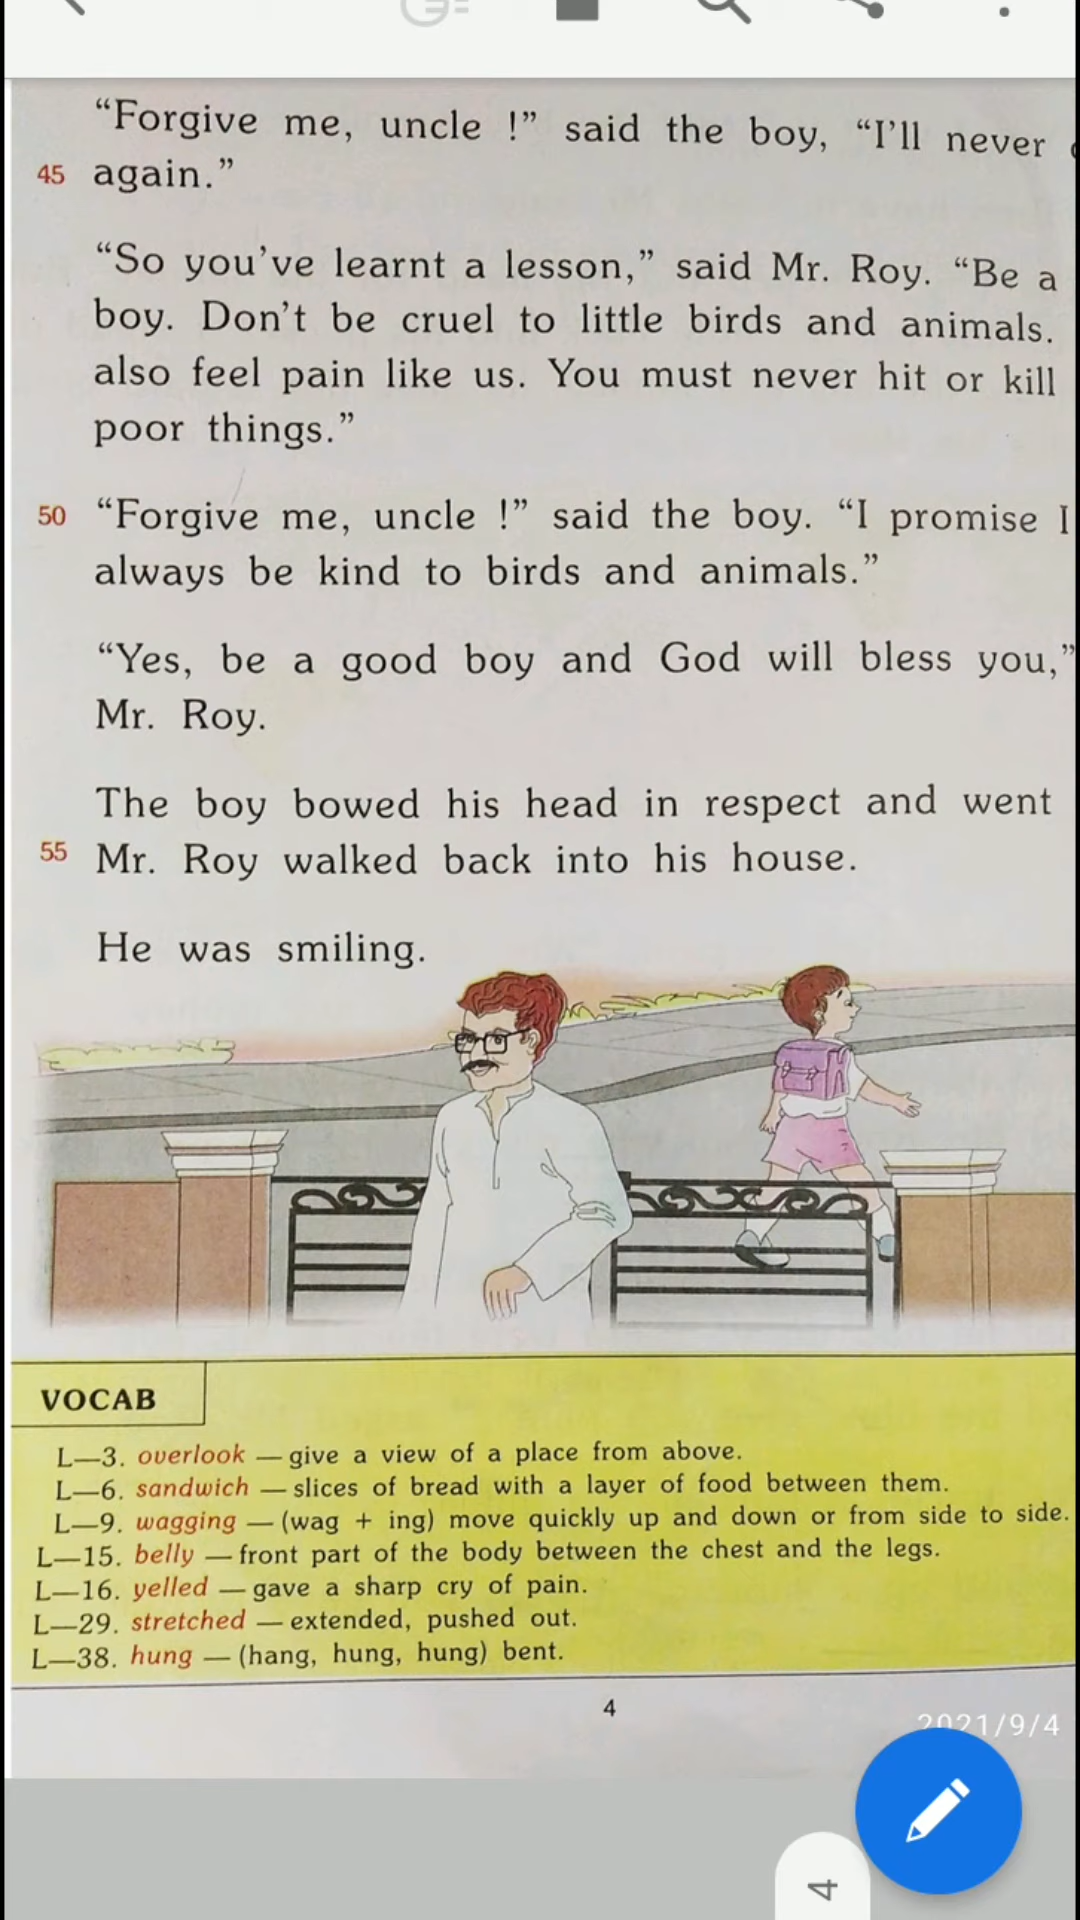 “Forgive me, uncle !” said the boy, “I’ll never
45 again.”
“So you’ve learnt a lesson,” said Mr. Roy. “Be a
boy. Don’t be cruel to little birds and animals.
also feel pain like us. You must never hit or kill
poor things.”
50 “Forgive me, uncle !” said the boy. “I promise I
always be kind to birds and animals.”
“Yes, be a good boy and God will bless you,”
Mr. Roy.
The boy bowed his head in respect and went
55 Mr. Roy walked back into his house.
He was smiling.
VOCAB
L—3. overlook — give a view of a place from above.
L—6. sandwich — slices of bread with a layer of food between them.
L—9. wagging — (wag + ing) move quickly up and down or from side to side.
L—15. belly — front part of the body between the chest and the legs.
L—16. yelled — gave a sharp cry of pain.
L—29. stretched — extended, pushed out.
L—38. hung — (hang, hung, hung) bent.
4
2021/9/4
4